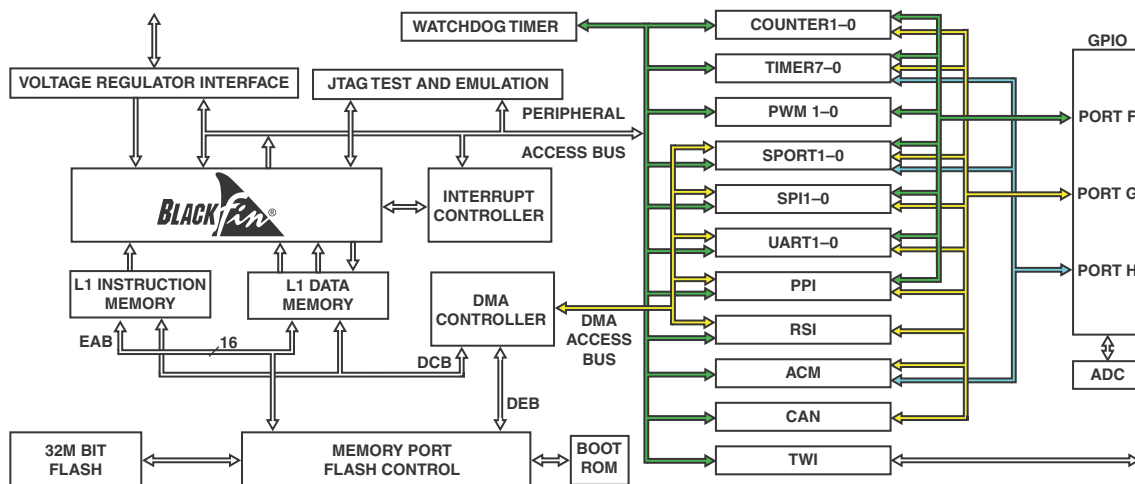 WATCHDOG TIMER
VOLTAGE REGULATOR INTERFACE
JTAG TEST AND EMULATION
PERIPHERAL
ACCESS BUS
BLACKfin®
INTERRUPT
CONTROLLER
L1 INSTRUCTION
MEMORY
L1 DATA
MEMORY
DMA
CONTROLLER
EAB
16
DCB
DMA
ACCESS
BUS
DEB
32M BIT
FLASH
MEMORY PORT
FLASH CONTROL
BOOT
ROM
COUNTER1–0
TIMER7–0
PWM 1–0
SPORT1–0
SPI1–0
UART1–0
PPI
RSI
ACM
CAN
TWI
GPIO
PORT F
PORT G
PORT H
ADC